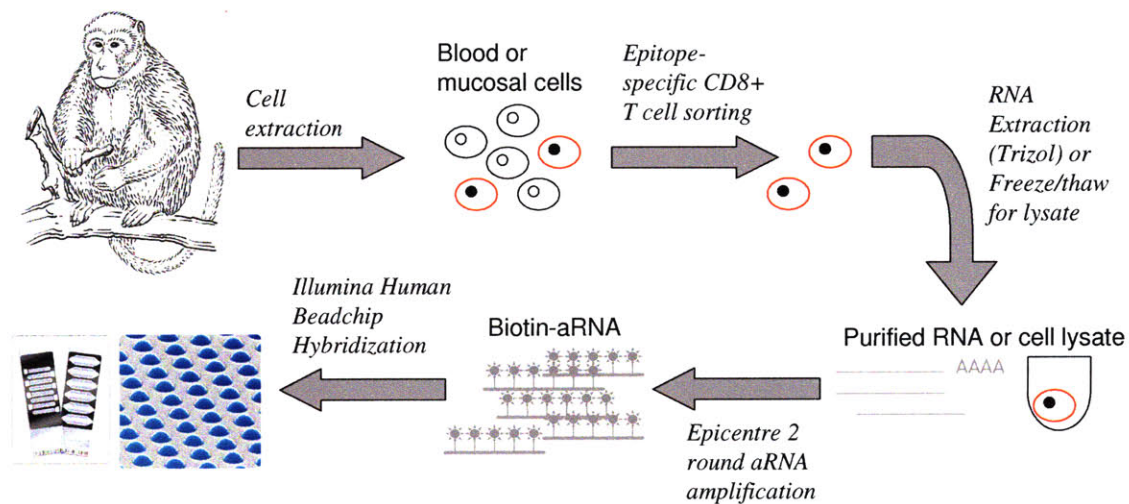 Cell
extraction
Blood or
mucosal cells
Epitope-
specific CD8+
T cell sorting
RNA
Extraction
(Trizol) or
Freeze/thaw
for lysate
Purified RNA or cell lysate
AAAA
Epicentre 2
round aRNA
amplification
Biotin-aRNA
Illumina Human
Beadchip
Hybridization